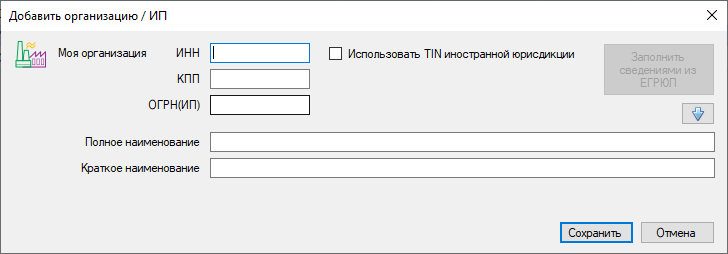 Добавить организацию / ИП
Моя организация ИНН
Использовать TIN иностранной юрисдикции
Заполнить
сведениями из
ЕГРЮЛ
КПП
ОГРН(ИП)
Полное наименование
Краткое наименование
Сохранить Отмена